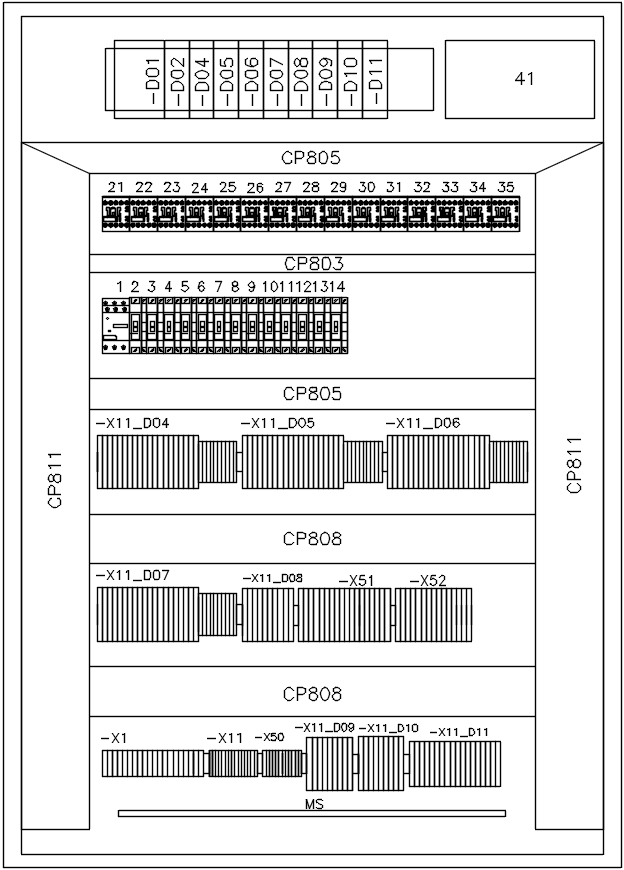 -D01 -D02 -D04 -D05 -D06 -D07 -D08 -D09 -D10 -D11 41
CP805
21 22 23 24 25 26 27 28 29 30 31 32 33 34 35
CP803
1 2 3 4 5 6 7 8 9 10 11 12 13 14
CP805
-X11_D04 -X11_D05 -X11_D06
CP811 CP811
CP808
-X11_D07 -X11_D08 -X51 -X52
CP808
-X1 -X11 -X50 -X11_D09 -X11_D10 -X11_D11
MS